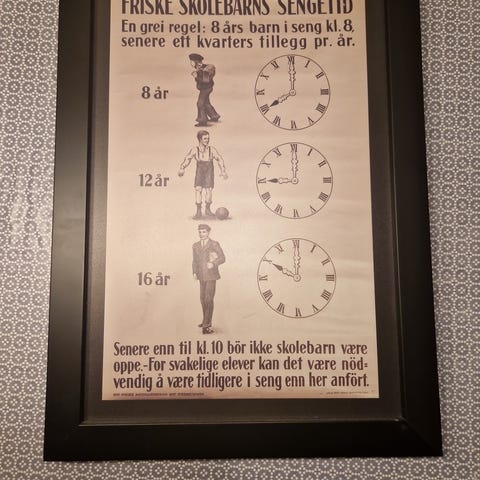 FRISKE SKOLEBARNS SENGETID
En grei regel: 8 års barn i seng kl. 8,
senere ett kvarters tillegg pr. år.
8 år
12 år
16 år
Senere enn til kl. 10 bör ikke skolebarn være
oppe.-For svakelige elever kan det være nöd=
vendig å være tidligere i seng enn her anfört.